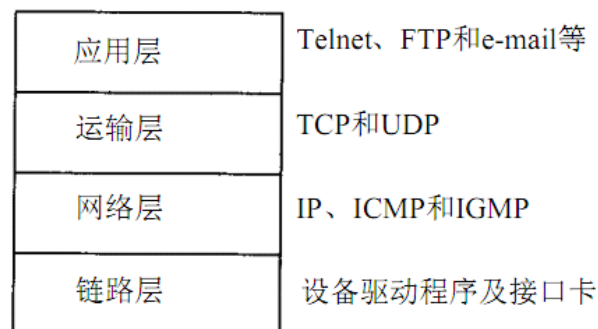 应用层 Telnet、FTP和e-mail等
运输层 TCP和UDP
网络层 IP、ICMP和IGMP
链路层 设备驱动程序及接口卡